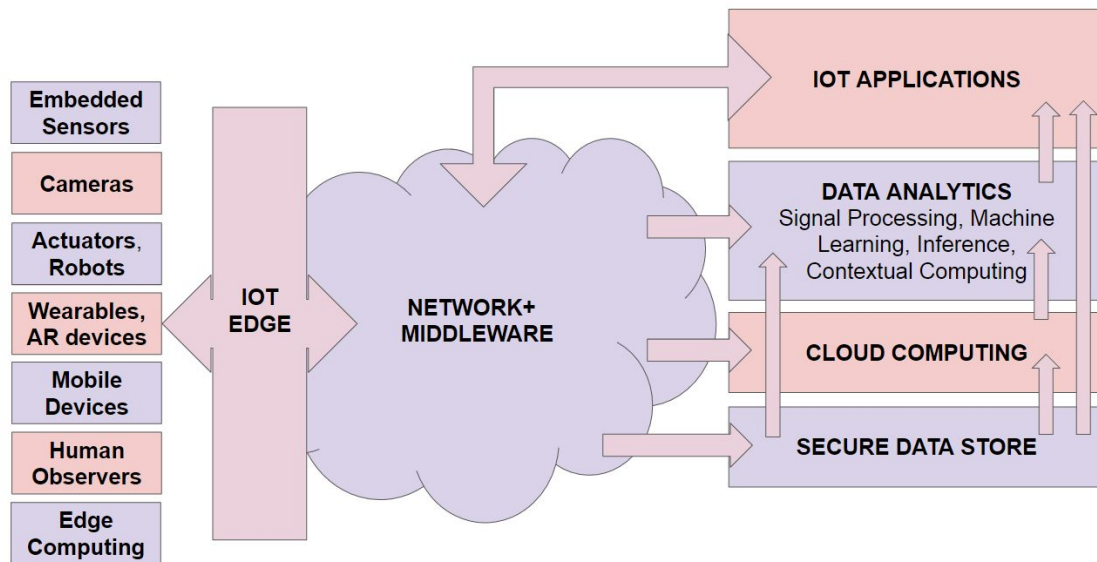 Embedded
Sensors
Cameras
Actuators,
Robots
Wearables,
AR devices
Mobile
Devices
Human
Observers
Edge
Computing
IOT
EDGE
NETWORK+
MIDDLEWARE
IOT APPLICATIONS
DATA ANALYTICS
Signal Processing, Machine
Learning, Inference,
Contextual Computing
CLOUD COMPUTING
SECURE DATA STORE